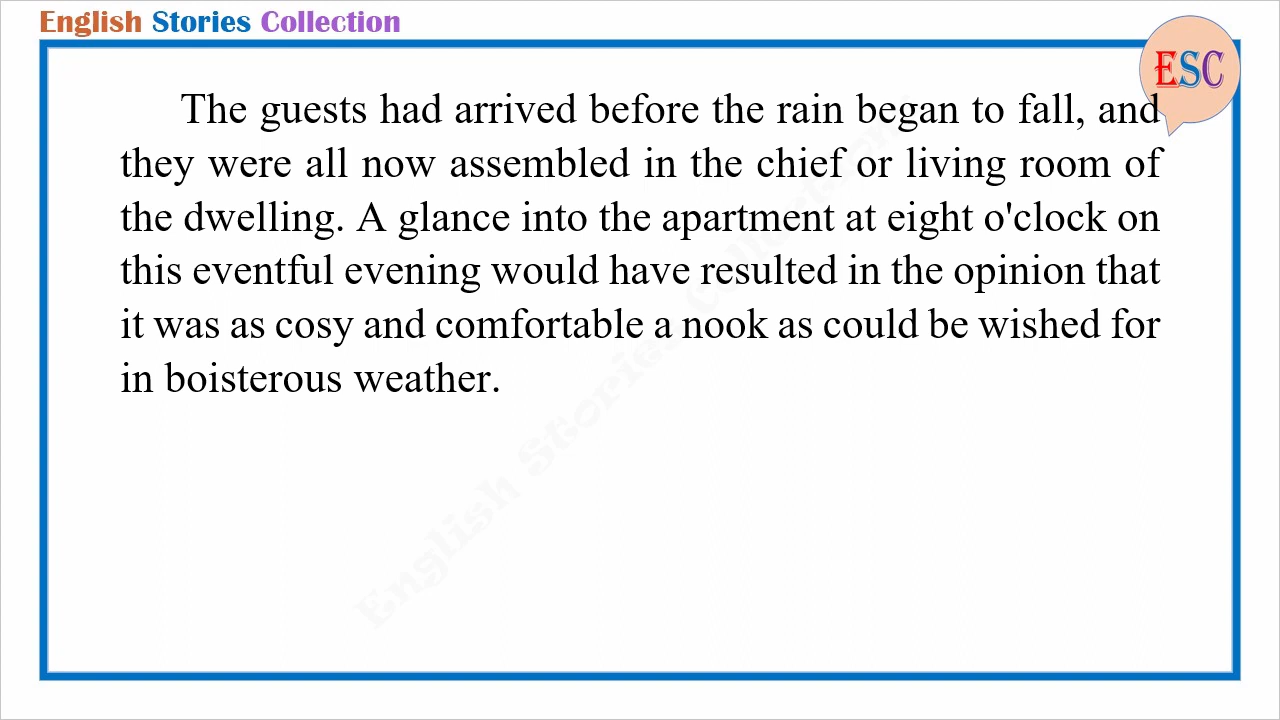 English Stories Collection
ESC
The guests had arrived before the rain began to fall, and
they were all now assembled in the chief or living room of
the dwelling. A glance into the apartment at eight o'clock on
this eventful evening would have resulted in the opinion that
it was as cosy and comfortable a nook as could be wished for
in boisterous weather.
English Stories Collection